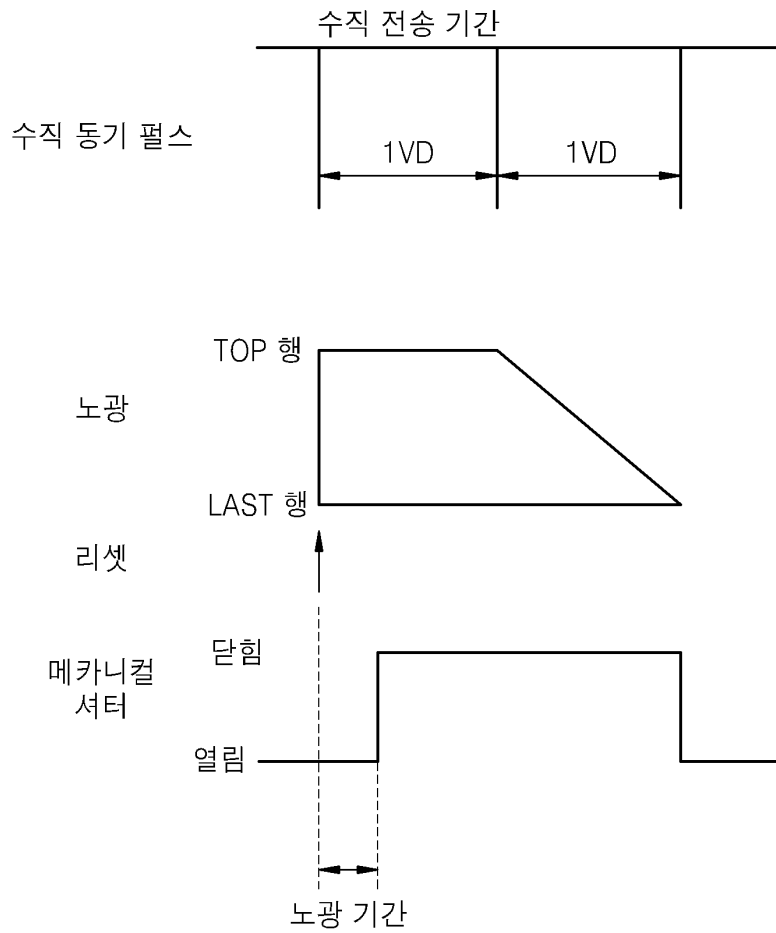 수직 전송 기간
수직 동기 펄스
1VD
1VD
TOP 행
노광
LAST 행
리셋
닫힘
메카니컬
셔터
열림
노광 기간